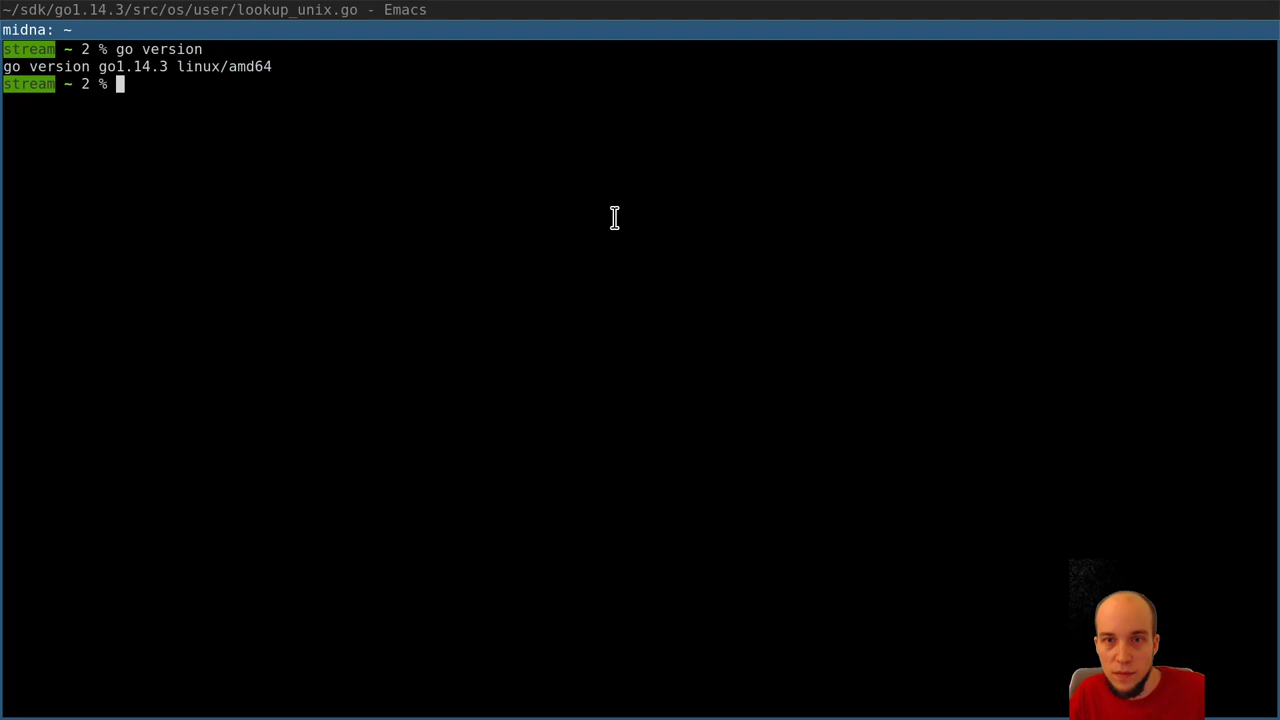 ~/sdk/go1.14.3/src/os/user/lookup_unix.go - Emacs
midna: ~
stream ~ 2 % go version
go version go1.14.3 linux/amd64
stream ~ 2 %